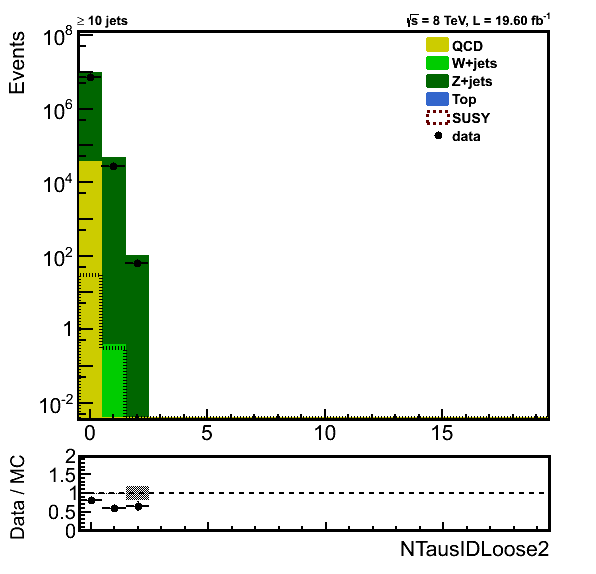 ≥ 10 jets
√s = 8 TeV, L = 19.60 fb⁻¹
Events
10⁸
10⁶
10⁴
10²
1
10⁻²
QCD
W+jets
Z+jets
Top
SUSY
data
0 5 10 15
Data / MC
2
1.5
1
0.5
0
NTausIDLoose2